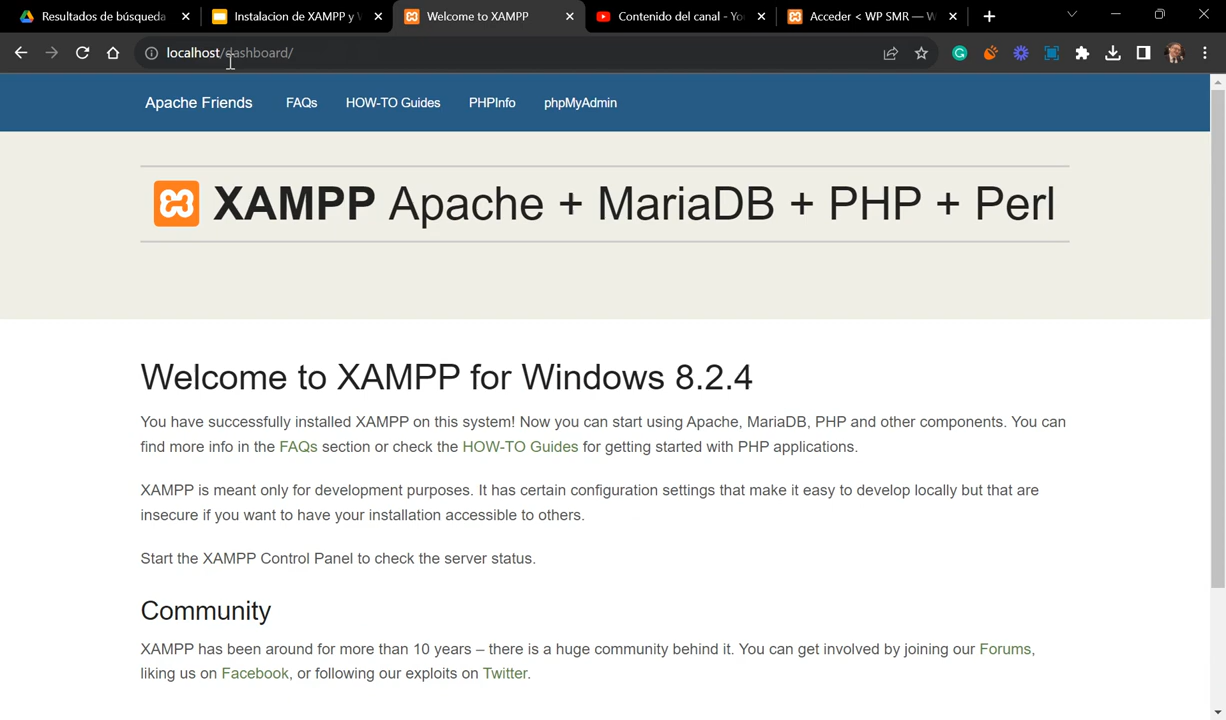 Resultados de búsqueda
Instalacion de XAMPP y
Welcome to XAMPP
Contenido del canal - Yo
Acceder < WP SMR — W
localhost/dashboard/
Apache Friends
FAQs
HOW-TO Guides
PHPInfo
phpMyAdmin
XAMPP Apache + MariaDB + PHP + Perl
Welcome to XAMPP for Windows 8.2.4
You have successfully installed XAMPP on this system! Now you can start using Apache, MariaDB, PHP and other components. You can
find more info in the FAQs section or check the HOW-TO Guides for getting started with PHP applications.
XAMPP is meant only for development purposes. It has certain configuration settings that make it easy to develop locally but that are
insecure if you want to have your installation accessible to others.
Start the XAMPP Control Panel to check the server status.
Community
XAMPP has been around for more than 10 years – there is a huge community behind it. You can get involved by joining our Forums,
liking us on Facebook, or following our exploits on Twitter.